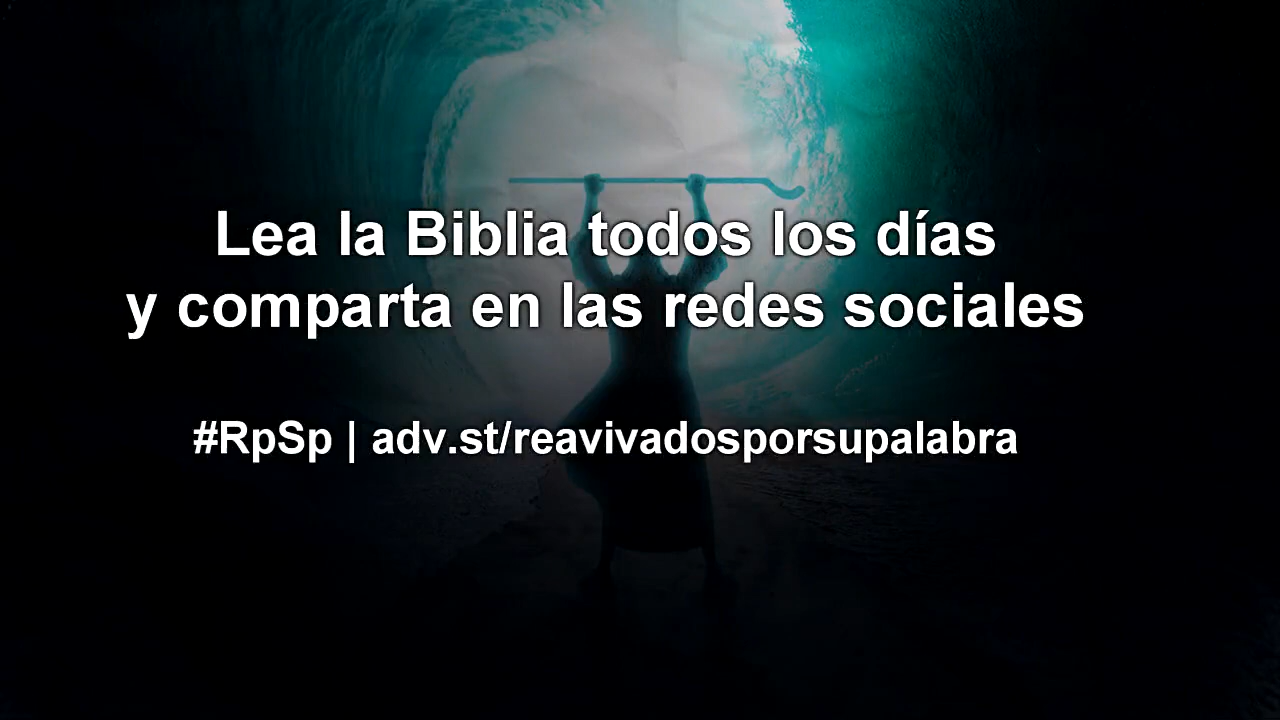 Lea la Biblia todos los días
y comparta en las redes sociales
#RpSp | adv.st/reavivadosporsupalabra